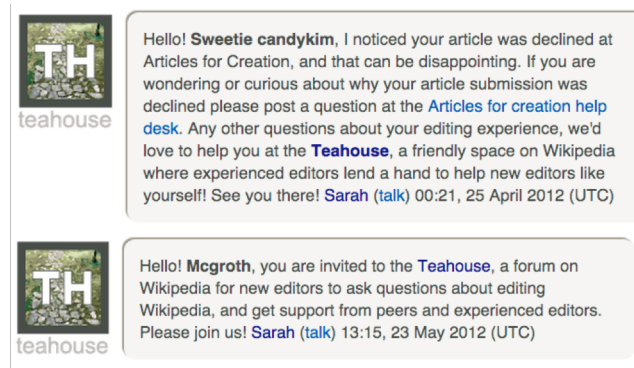 TH
teahouse
Hello! Sweetie candykim, I noticed your article was declined at
Articles for Creation, and that can be disappointing. If you are
wondering or curious about why your article submission was
declined please post a question at the Articles for creation help
desk. Any other questions about your editing experience, we'd
love to help you at the Teahouse, a friendly space on Wikipedia
where experienced editors lend a hand to help new editors like
yourself! See you there! Sarah (talk) 00:21, 25 April 2012 (UTC)
TH
teahouse
Hello! Mcgroth, you are invited to the Teahouse, a forum on
Wikipedia for new editors to ask questions about editing
Wikipedia, and get support from peers and experienced editors.
Please join us! Sarah (talk) 13:15, 23 May 2012 (UTC)